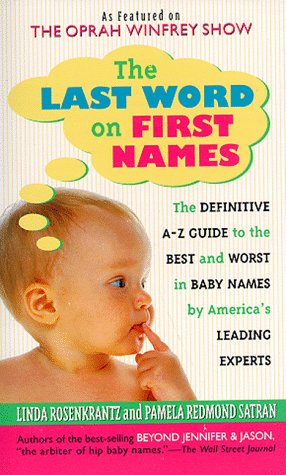 As Featured on
THE OPRAH WINFREY SHOW
The
LAST WORD
on FIRST
NAMES
The DEFINITIVE
A-Z GUIDE to the
BEST and WORST
in BABY NAMES
by America's
LEADING
EXPERTS
LINDA ROSENKRANTZ and PAMELA REDMOND SATRAN
Authors of the best-selling BEYOND JENNIFER & JASON,
"the arbiter of hip baby names."—The Wall Street Journal